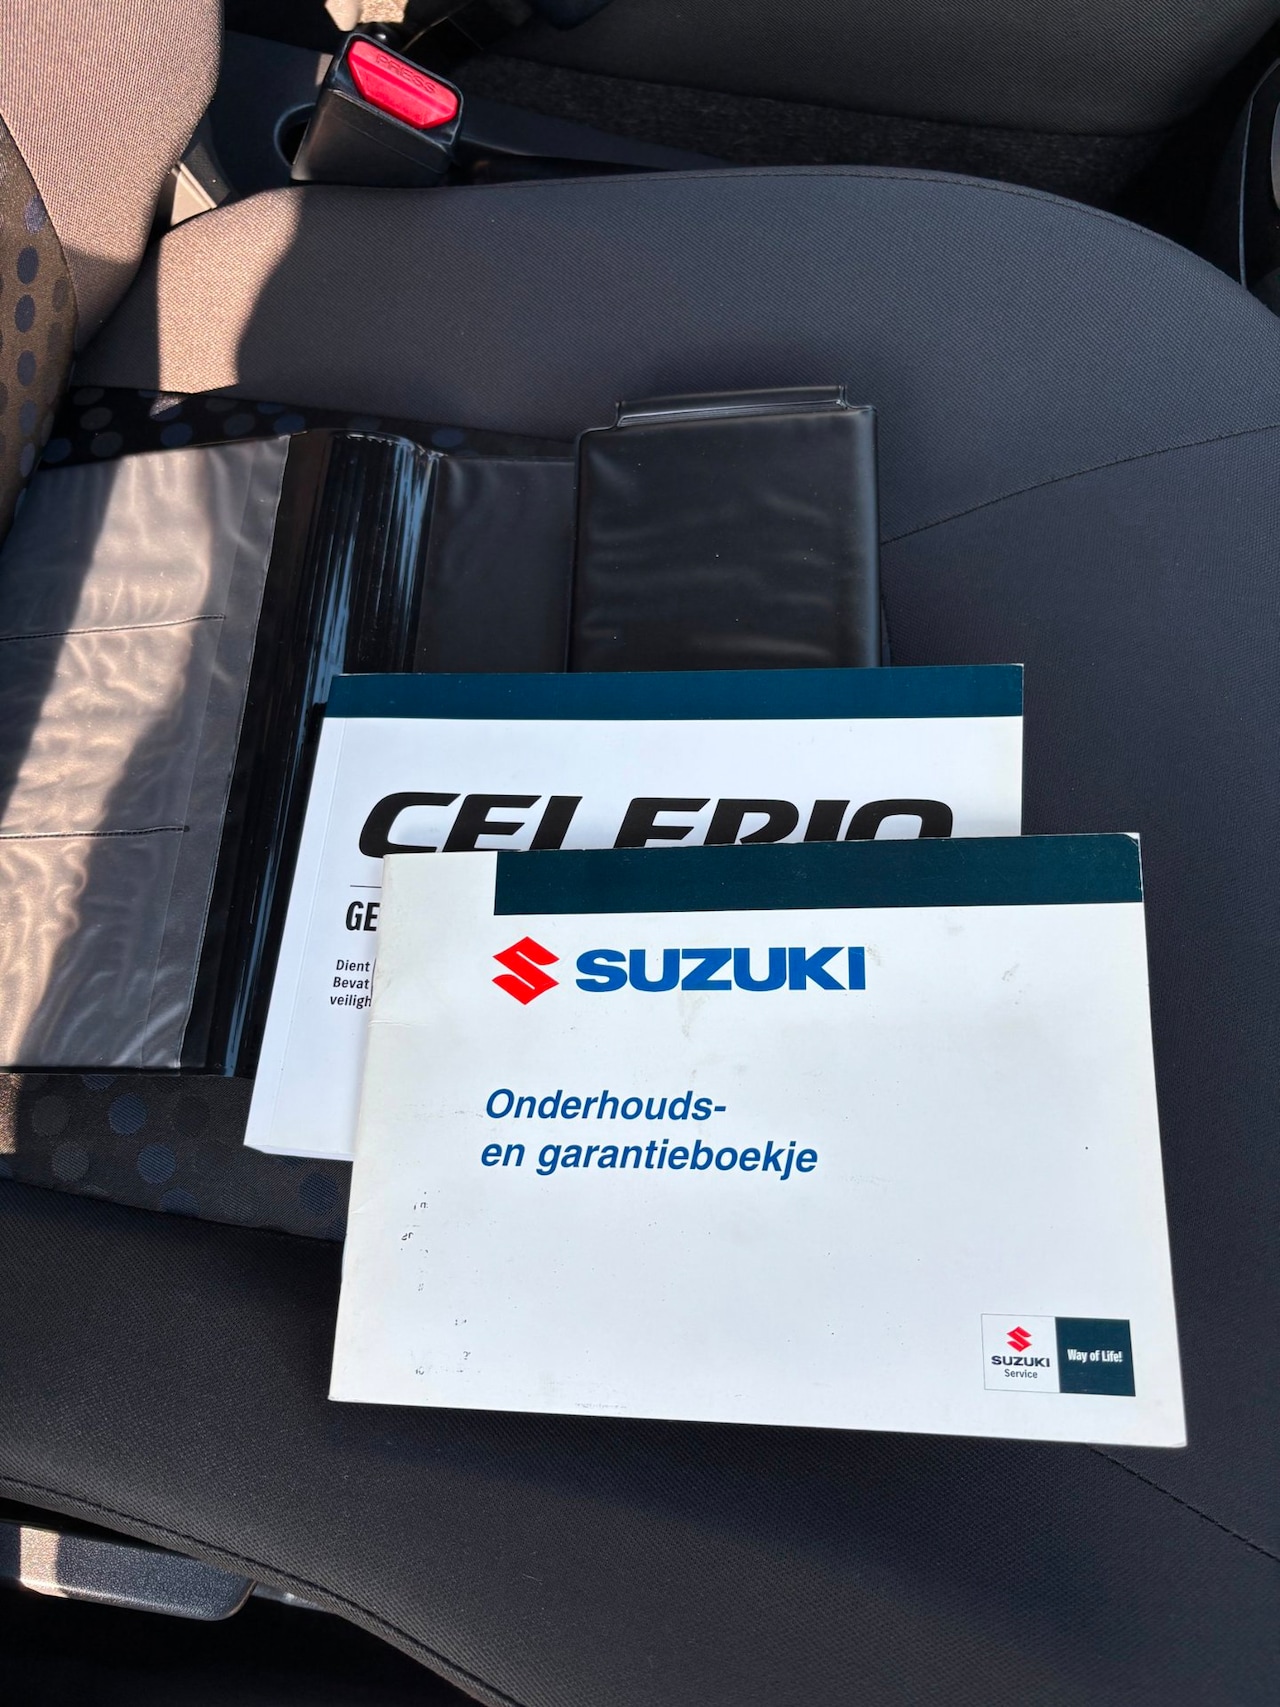 PRESS
CELERIO
GE
Dient
Bevat
veiligh
SUZUKI
Onderhouds-
en garantieboekje
SUZUKI
Service
Way of Life!